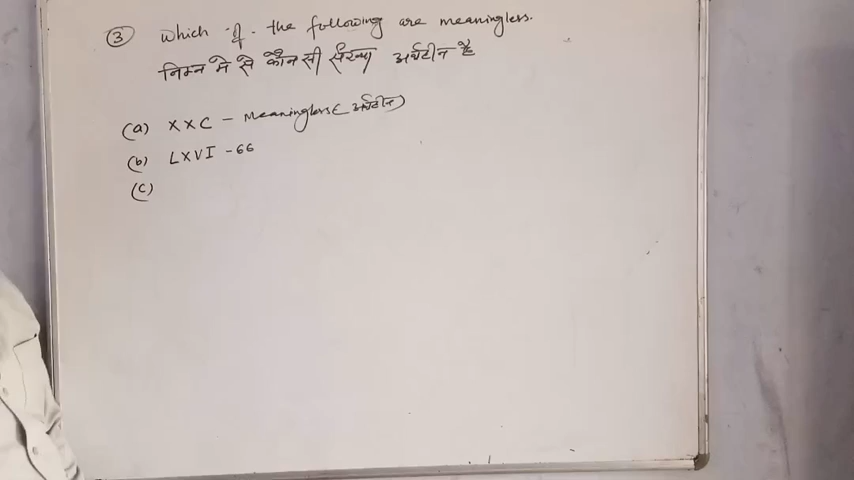 ③ Which of the following are meaningless.
निम्न मे से कौन सी संख्या अर्थहीन है
(a) XXC - Meaningless (अर्थहीन)
(b) LXVI - 66
(c)